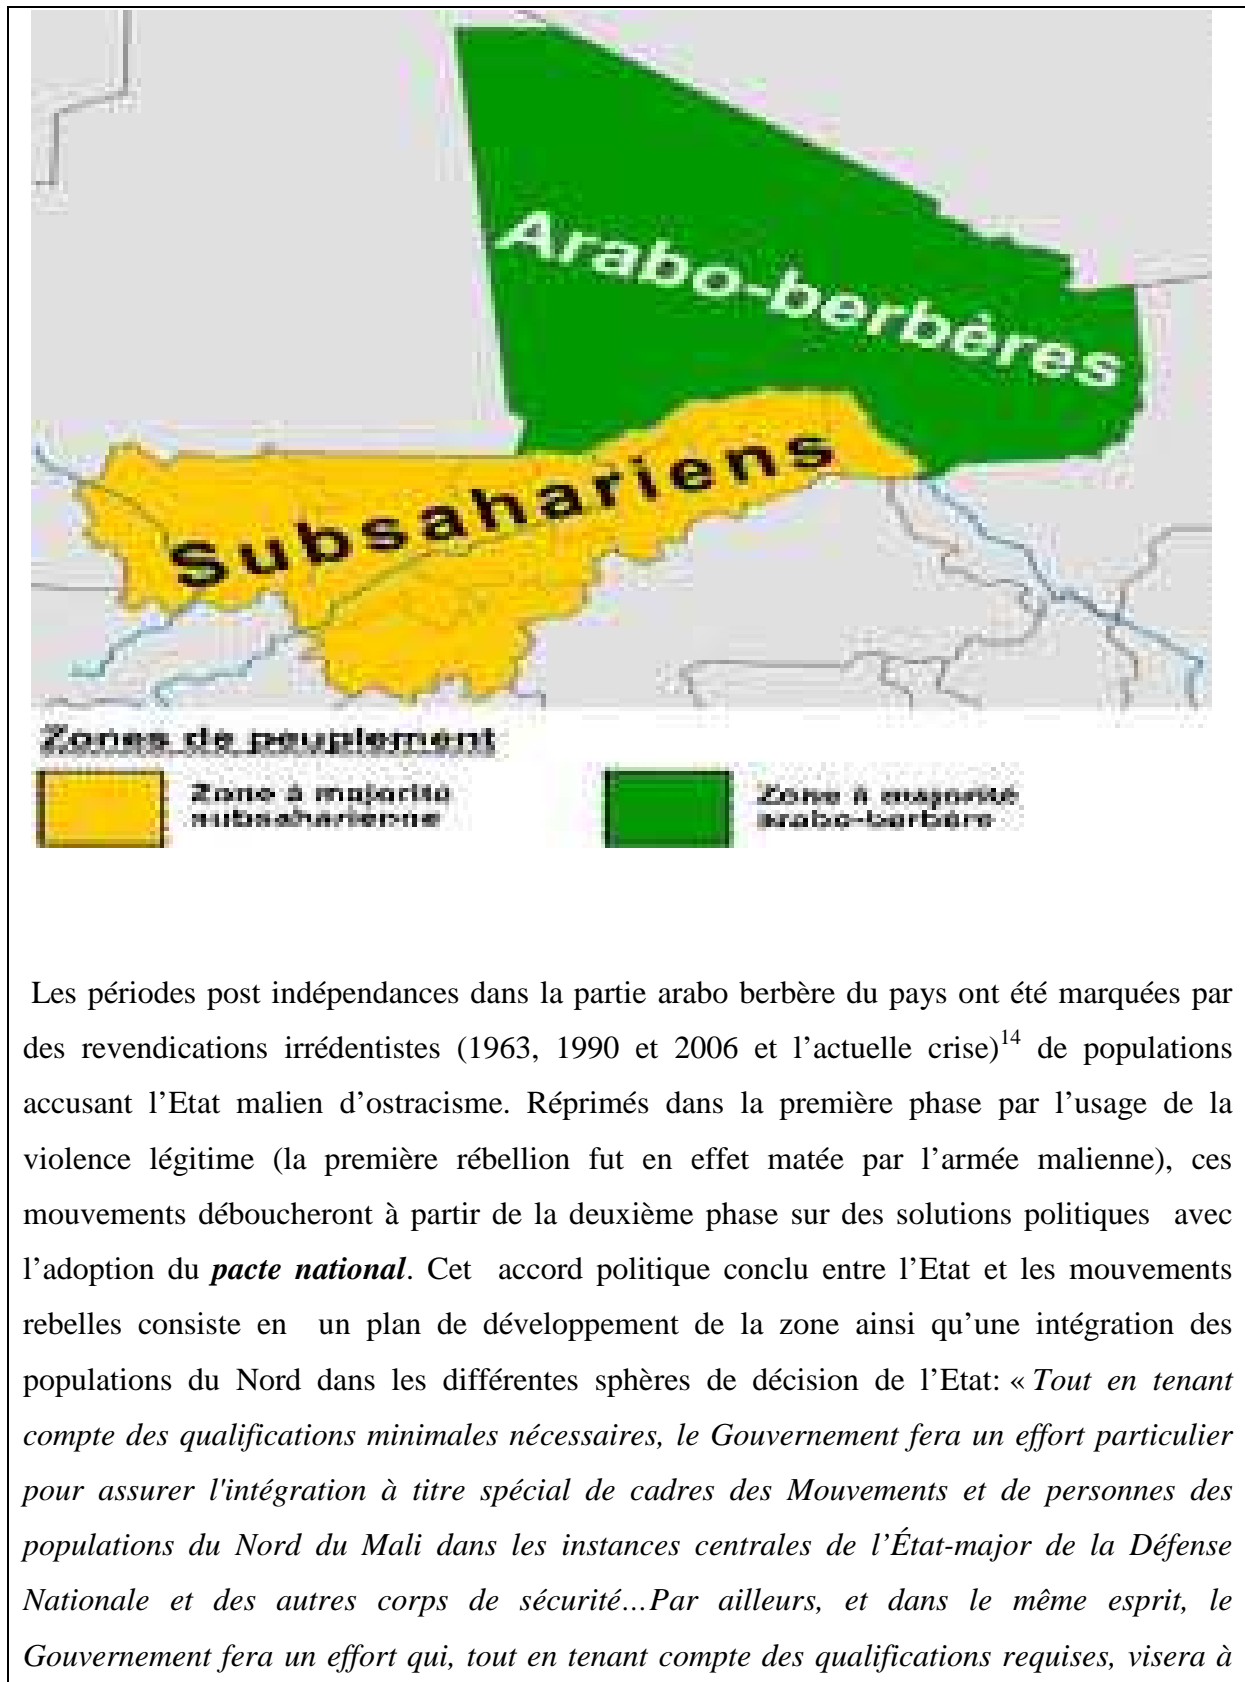 Arabo-berbères
Subsahariens
Zones de peuplement
Zone à majorité
subsaharienne
Zone à majorité
arabo-berbère
Les périodes post indépendances dans la partie arabo berbère du pays ont été marquées par
des revendications irrédentistes (1963, 1990 et 2006 et l’actuelle crise)14 de populations
accusant l’Etat malien d’ostracisme. Réprimés dans la première phase par l’usage de la
violence légitime (la première rébellion fut en effet matée par l’armée malienne), ces
mouvements déboucheront à partir de la deuxième phase sur des solutions politiques avec
l’adoption du pacte national. Cet accord politique conclu entre l’Etat et les mouvements
rebelles consiste en un plan de développement de la zone ainsi qu’une intégration des
populations du Nord dans les différentes sphères de décision de l’Etat: « Tout en tenant
compte des qualifications minimales nécessaires, le Gouvernement fera un effort particulier
pour assurer l'intégration à titre spécial de cadres des Mouvements et de personnes des
populations du Nord du Mali dans les instances centrales de l’État-major de la Défense
Nationale et des autres corps de sécurité…Par ailleurs, et dans le même esprit, le
Gouvernement fera un effort qui, tout en tenant compte des qualifications requises, visera à